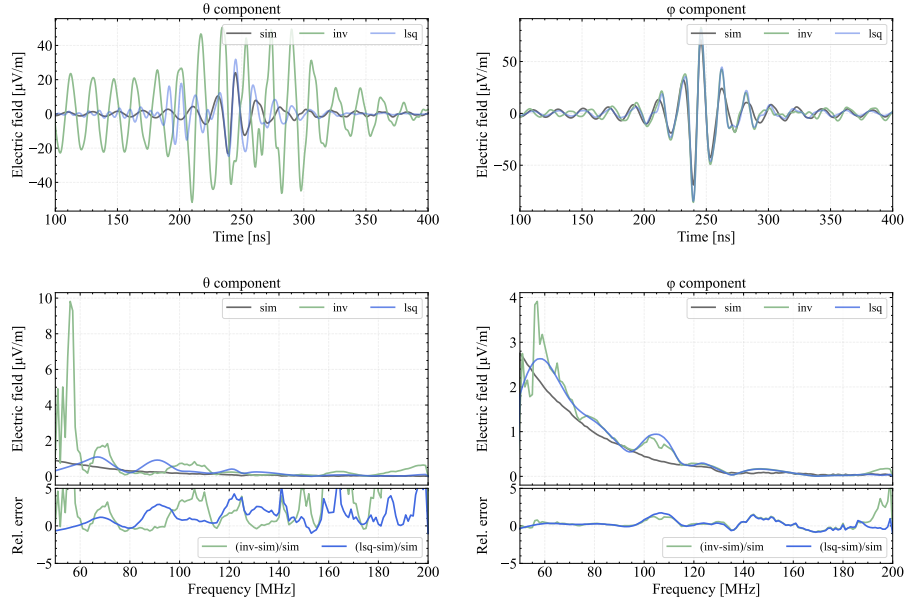 θ component
sim inv lsq
Electric field [μV/m]
40
20
0
−20
−40
100 150 200 250 300 350 400
Time [ns]
φ component
sim inv lsq
Electric field [μV/m]
50
0
−50
100 150 200 250 300 350 400
Time [ns]
θ component
sim inv lsq
Electric field [μV/m]
10
8
6
4
2
0
Rel. error
5
0
−5
(inv-sim)/sim (lsq-sim)/sim
60 80 100 120 140 160 180 200
Frequency [MHz]
φ component
sim inv lsq
Electric field [μV/m]
4
3
2
1
0
Rel. error
5
0
−5
(inv-sim)/sim (lsq-sim)/sim
60 80 100 120 140 160 180 200
Frequency [MHz]